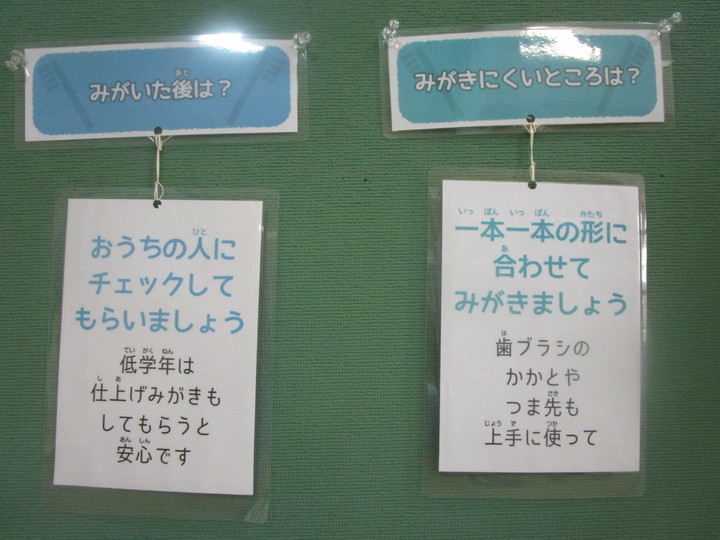 みがいた後は？
おうちの人に
チェックして
もらいましょう
低学年は
仕上げみがきも
してもらうと
安心です
みがきにくいところは？
一本一本の形に
合わせて
みがきましょう
歯ブラシの
かかとや
つま先も
上手に使って